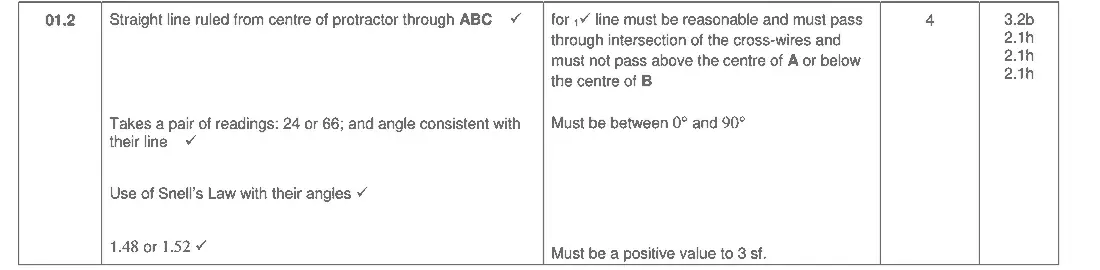 01.2
Straight line ruled from centre of protractor through ABC ✓
for ₁✓ line must be reasonable and must pass
through intersection of the cross-wires and
must not pass above the centre of A or below
the centre of B
4
3.2b
2.1h
2.1h
2.1h
Takes a pair of readings: 24 or 66; and angle consistent with
their line ✓
Must be between 0° and 90°
Use of Snell's Law with their angles ✓
1.48 or 1.52 ✓
Must be a positive value to 3 sf.